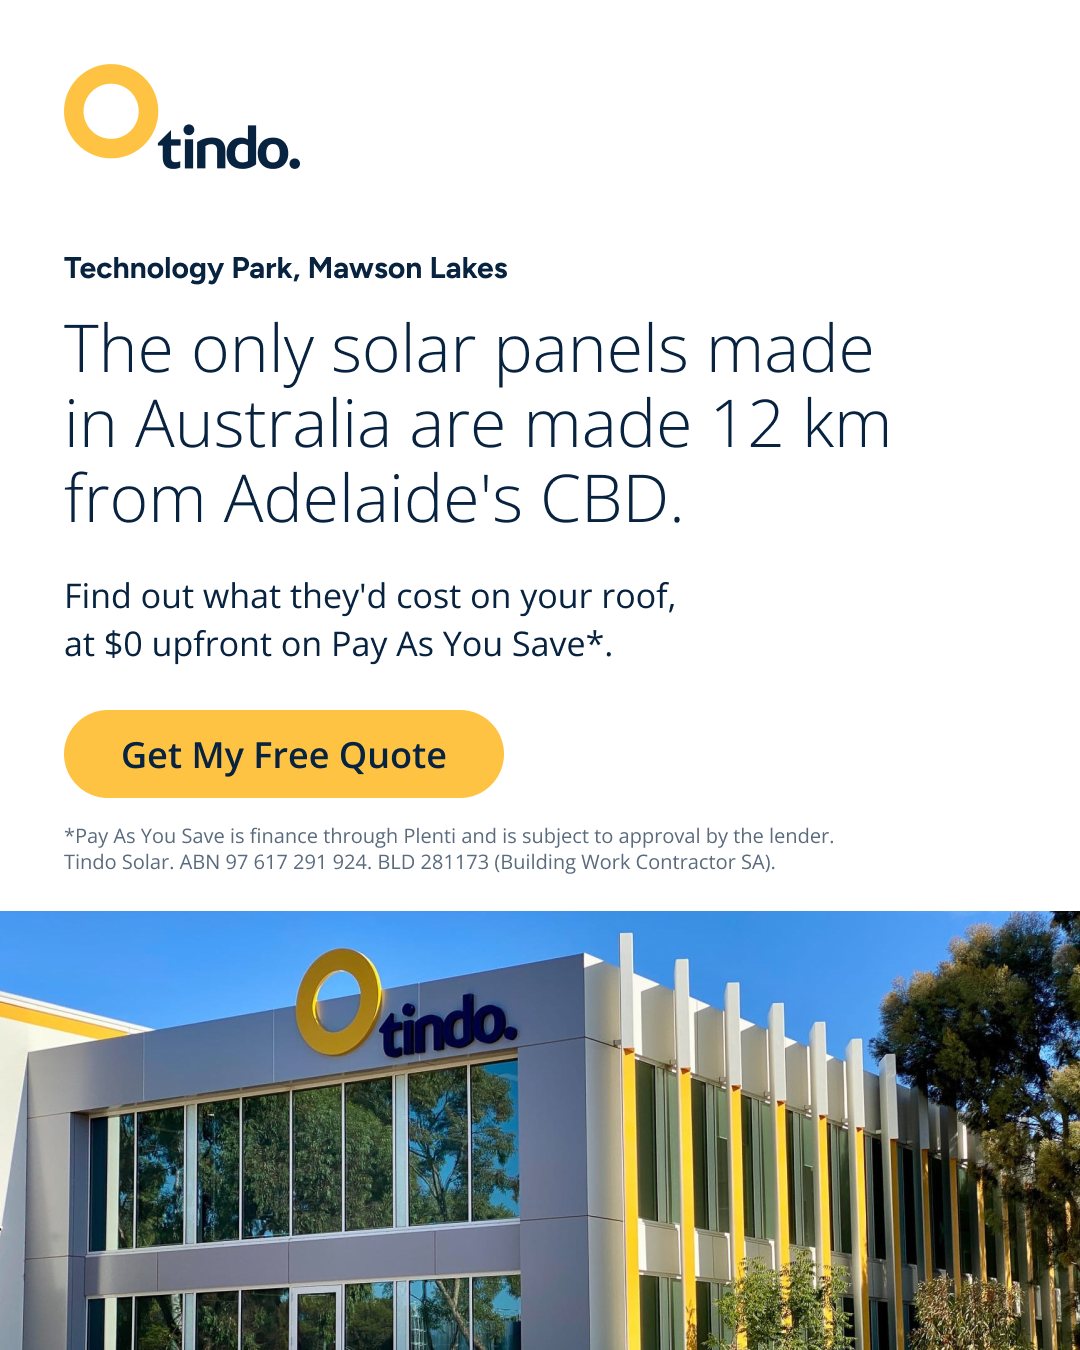 tindo.
Technology Park, Mawson Lakes
The only solar panels made
in Australia are made 12 km
from Adelaide's CBD.
Find out what they'd cost on your roof,
at $0 upfront on Pay As You Save*.
Get My Free Quote
*Pay As You Save is finance through Plenti and is subject to approval by the lender.
Tindo Solar. ABN 97 617 291 924. BLD 281173 (Building Work Contractor SA).
tindo.